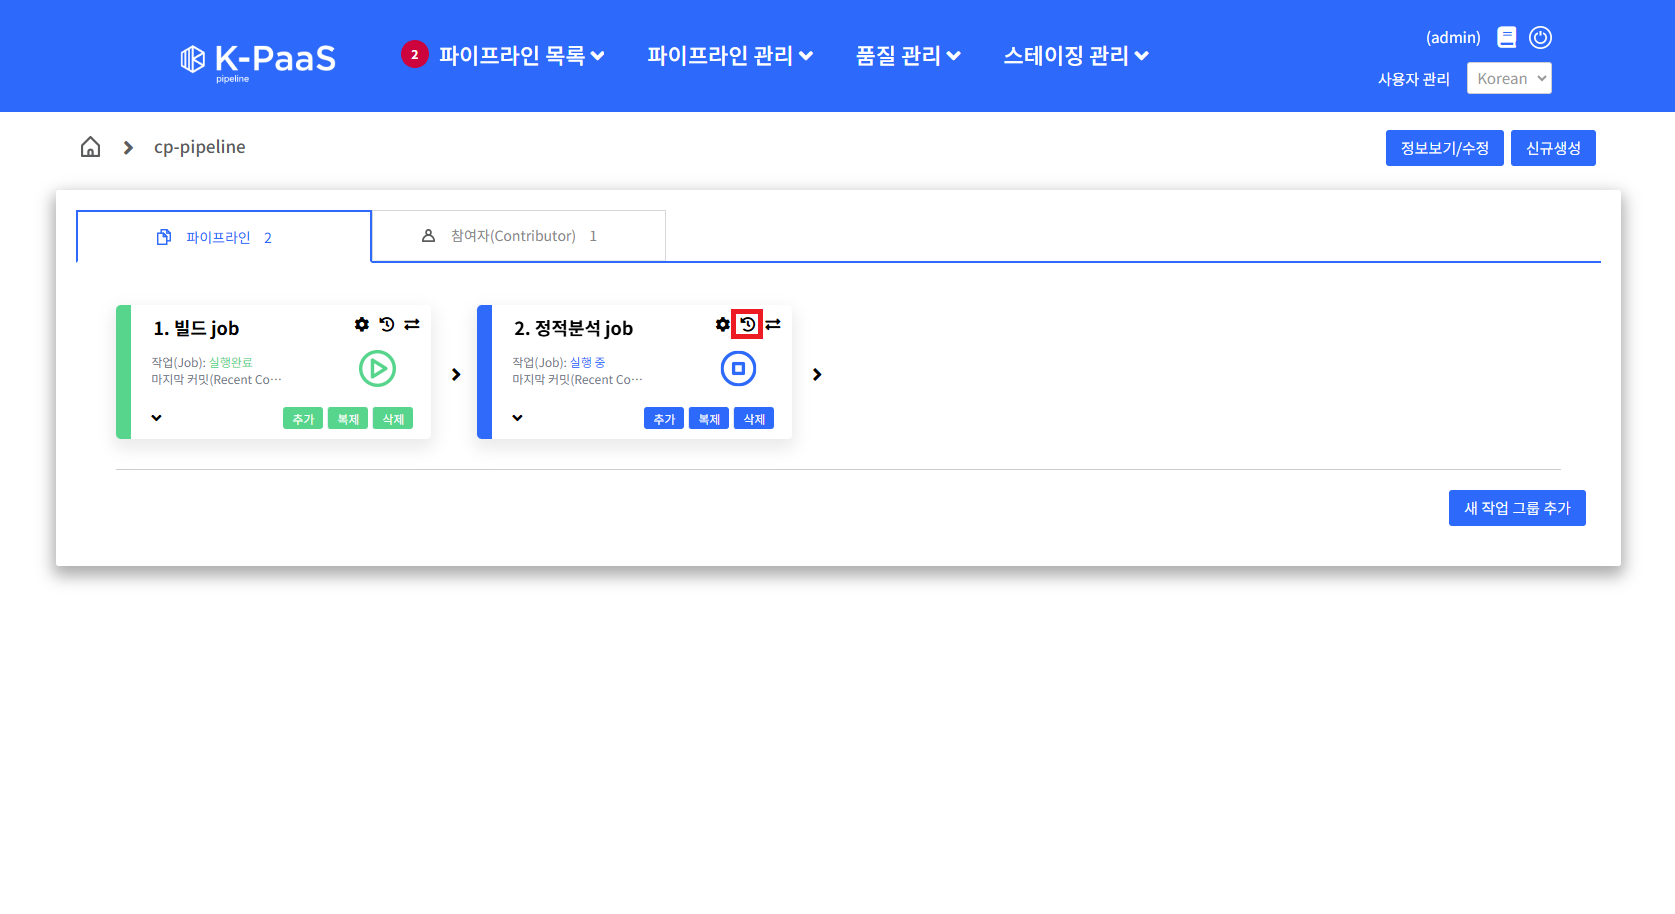 K-PaaS
pipeline
2 파이프라인 목록
파이프라인 관리
품질 관리
스테이징 관리
(admin)
사용자 관리
Korean
cp-pipeline
정보보기/수정
신규생성
파이프라인 2
참여자(Contributor) 1
1. 빌드 job
작업(Job): 실행완료
마지막 커밋(Recent Co…
추가
복제
삭제
2. 정적분석 job
작업(Job): 실행 중
마지막 커밋(Recent Co…
추가
복제
삭제
새 작업 그룹 추가